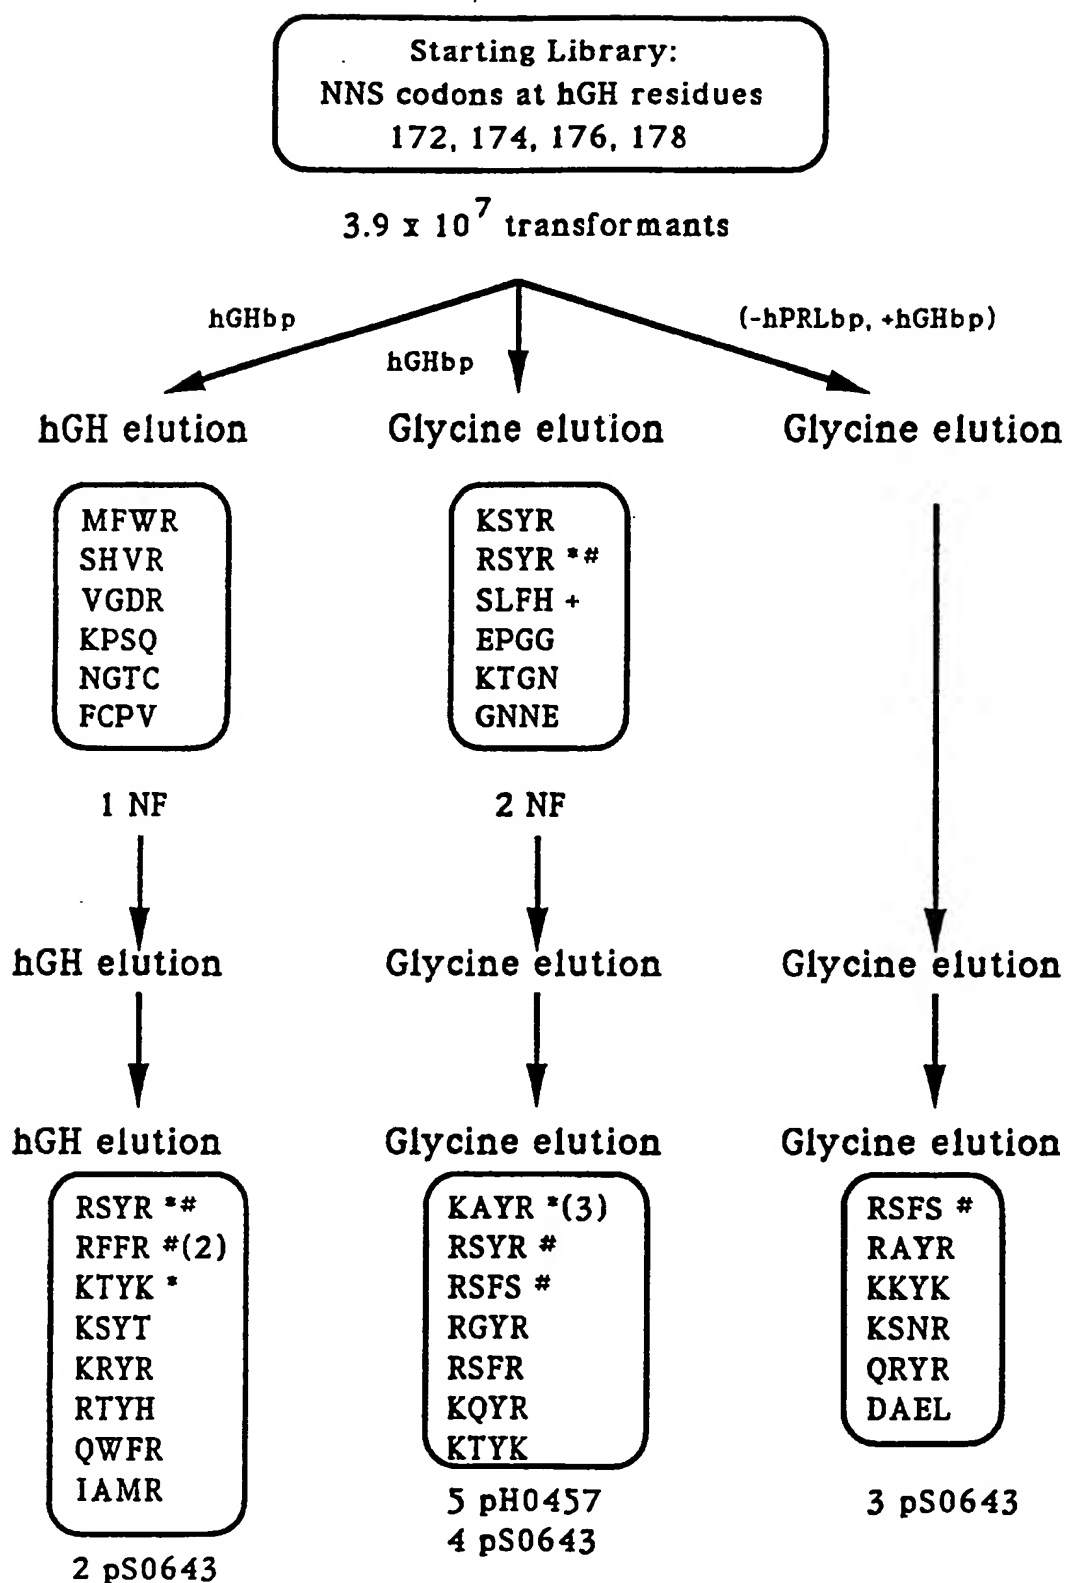 Starting Library:
NNS codons at hGH residues
172, 174, 176, 178
3.9 x 10^7 transformants
hGHbp
hGHbp
(-hPRLbp, +hGHbp)
hGH elution
Glycine elution
Glycine elution
MFWR
SHVR
VGDR
KPSQ
NGTC
FCPV
1 NF
KSYR
RSYR *#
SLFH +
EPGG
KTGN
GNNE
2 NF
hGH elution
Glycine elution
Glycine elution
hGH elution
Glycine elution
Glycine elution
RSYR *#
RFFR #(2)
KTYK *
KSYT
KRYR
RTYH
QWFR
IAMR
2 pS0643
KAYR *(3)
RSYR #
RSFS #
RGYR
RSFR
KQYR
KTYK
5 pH0457
4 pS0643
RSFS #
RAYR
KKYK
KSNR
QRYR
DAEL
3 pS0643